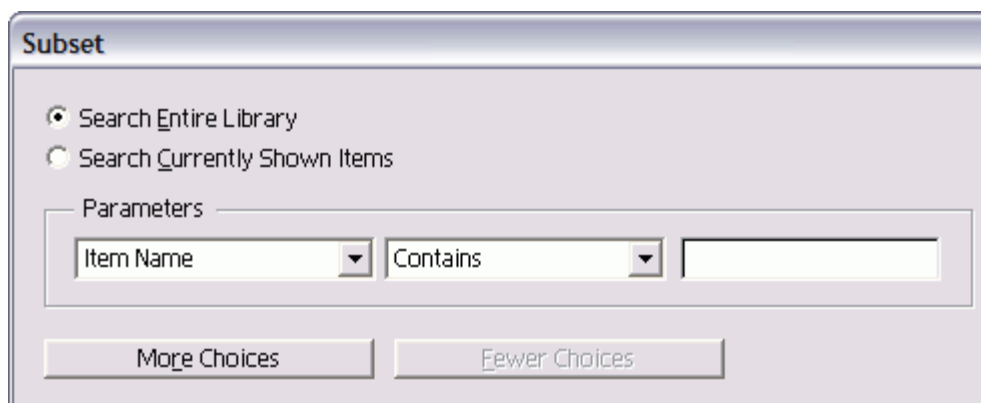 Subset
Search Entire Library
Search Currently Shown Items
Parameters
Item Name Contains
More Choices Fewer Choices